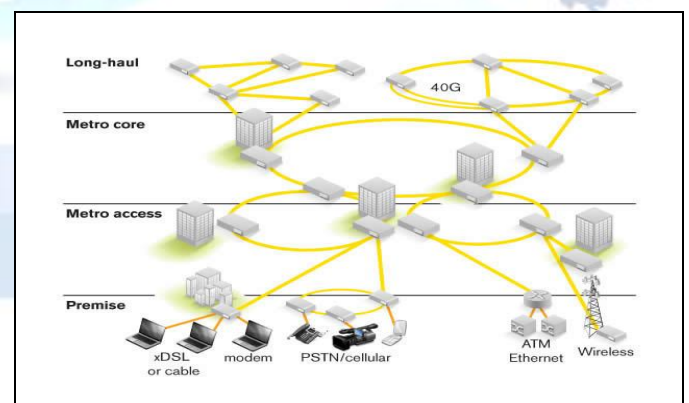 Long-haul
40G
Metro core
Metro access
Premise
xDSL
or cable
modem
PSTN/cellular
ATM
Ethernet
Wireless